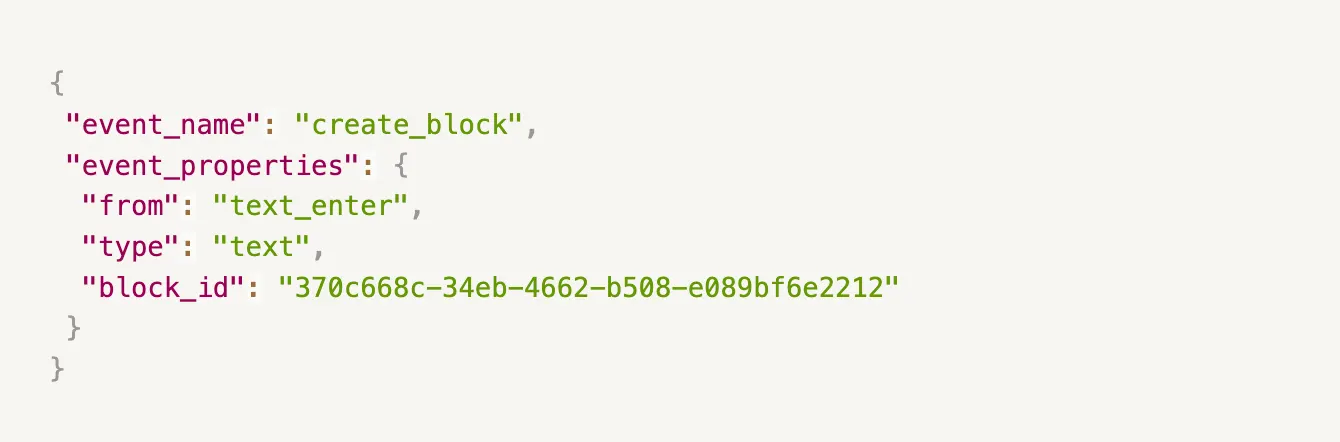 {
 "event_name": "create_block",
 "event_properties": {
  "from": "text_enter",
  "type": "text",
  "block_id": "370c668c-34eb-4662-b508-e089bf6e2212"
 }
}